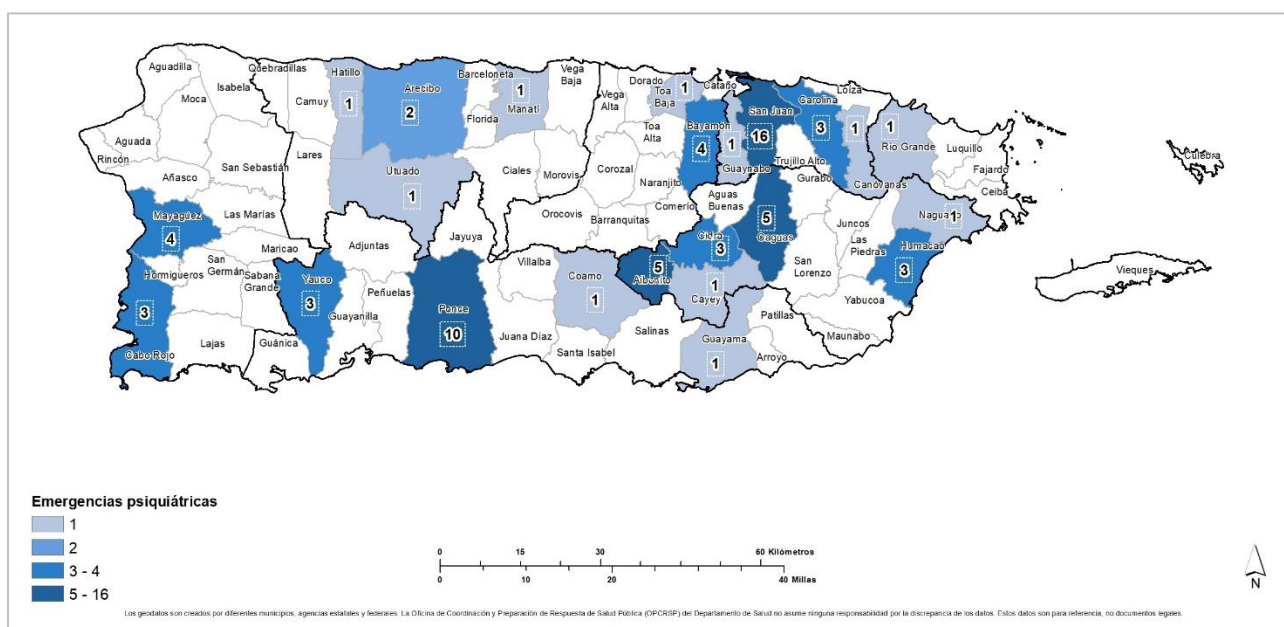 Aguadilla
Isabela
Quebradillas
Hatillo
Moca
Camuy
1
Arecibo
2
Barceloneta
Florida
1
Manatí
Vega
Baja
Vega
Alta
Dorado
Toa
Baja
1
Cataño
Toa
Alta
Bayamón
4
1
Guaynabo
San Juan
16
Carolina
3
Loíza
1
Canóvanas
1
Río Grande
Luquillo
Fajardo
Ceiba
Culebra
Aguada
Rincón
Añasco
San Sebastián
Lares
Utuado
1
Ciales
Morovis
Corozal
Naranjito
Comerío
Aguas
Buenas
Trujillo Alto
Gurabo
Mayagüez
4
Las Marías
Maricao
Adjuntas
Jayuya
Orocovis
Barranquitas
Cidra
3
5
Caguas
Juncos
Las
Piedras
Naguabo
1
Humacao
3
Vieques
Hormigueros
San
Germán
Sabana
Grande
Yauco
3
Guayanilla
Peñuelas
Ponce
10
Villalba
Juana Díaz
Coamo
1
5
Aibonito
1
Cayey
San
Lorenzo
Yabucoa
3
Cabo Rojo
Lajas
Guánica
Santa Isabel
Salinas
Guayama
1
Patillas
Arroyo
Maunabo
Emergencias psiquiátricas
1
2
3 - 4
5 - 16
0 15 30 60 Kilómetros
0 10 20 40 Millas
N
Los geodatos son creados por diferentes municipios, agencias estatales y federales. La Oficina de Coordinación y Preparación de Respuesta de Salud Pública (OPCRSP) del Departamento de Salud no asume ninguna responsabilidad por la discrepancia de los datos. Estos datos son para referencia, no documentos legales.